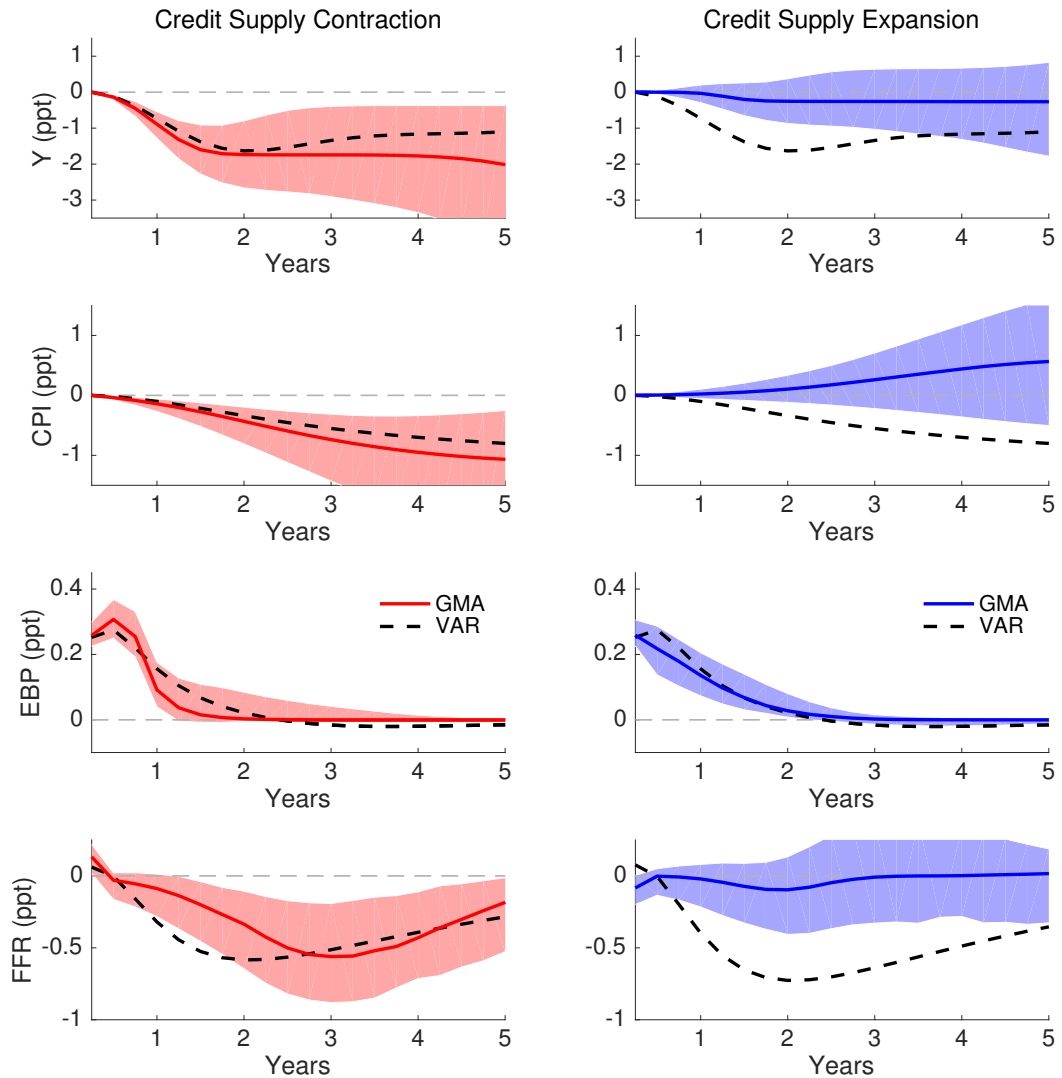 Credit Supply Contraction
Y (ppt)
1
0
-1
-2
-3
1 2 3 4 5
Years
Credit Supply Expansion
1
0
-1
-2
-3
1 2 3 4 5
Years
CPI (ppt)
1
0
-1
1 2 3 4 5
Years
1
0
-1
1 2 3 4 5
Years
EBP (ppt)
0.4
0.2
0
GMA
VAR
1 2 3 4 5
Years
0.4
0.2
0
GMA
VAR
1 2 3 4 5
Years
FFR (ppt)
0
-0.5
-1
1 2 3 4 5
Years
0
-0.5
-1
1 2 3 4 5
Years